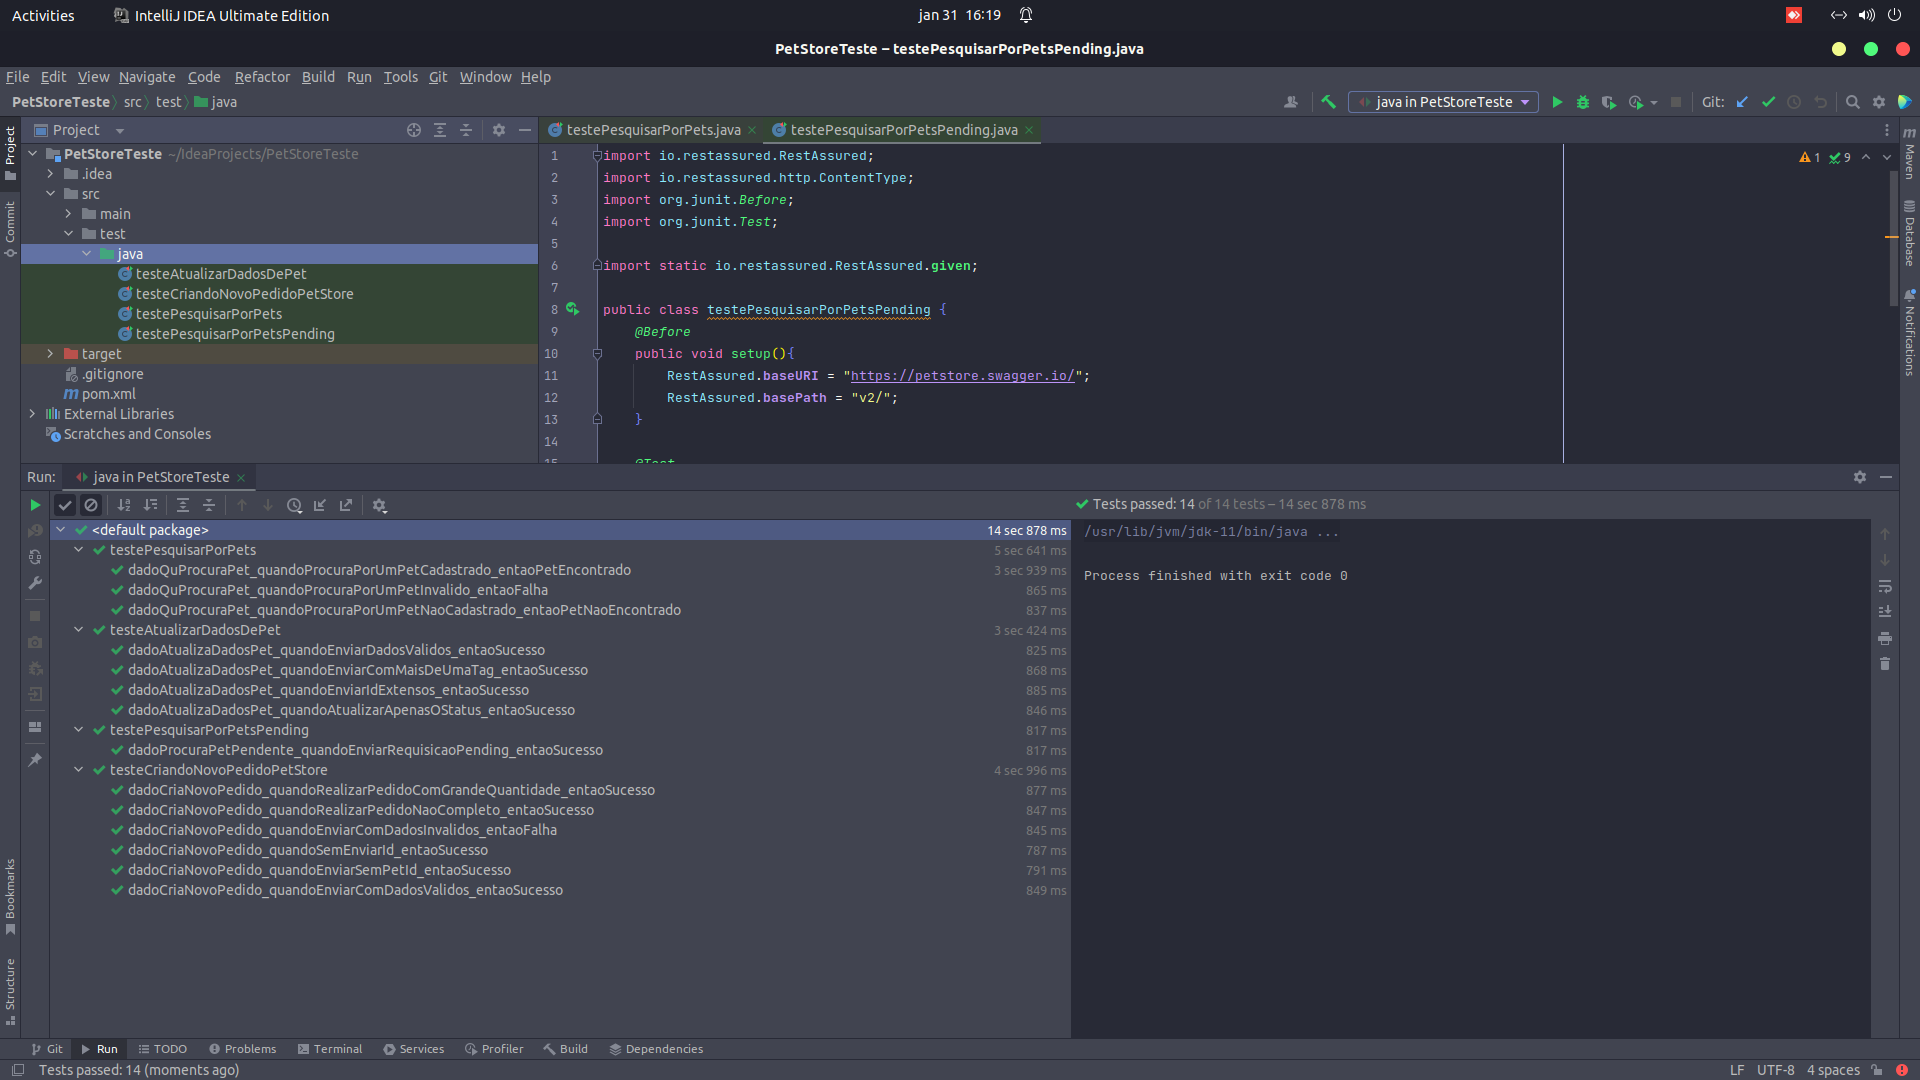 Activities
IntelliJ IDEA Ultimate Edition
jan 31 16:19
PetStoreTeste – testePesquisarPorPetsPending.java
File Edit View Navigate Code Refactor Build Run Tools Git Window Help
PetStoreTeste src test java
java in PetStoreTeste
Git:
Project
testePesquisarPorPets.java
testePesquisarPorPetsPending.java
PetStoreTeste ~/IdeaProjects/PetStoreTeste
.idea
src
main
test
java
testeAtualizarDadosDePet
testeCriandoNovoPedidoPetStore
testePesquisarPorPets
testePesquisarPorPetsPending
target
.gitignore
pom.xml
External Libraries
Scratches and Consoles
1 import io.restassured.RestAssured;
2 import io.restassured.http.ContentType;
3 import org.junit.Before;
4 import org.junit.Test;
5
6 import static io.restassured.RestAssured.given;
7
8 public class testePesquisarPorPetsPending {
9 @Before
10 public void setup(){
11 RestAssured.baseURI = "https://petstore.swagger.io/";
12 RestAssured.basePath = "v2/";
13 }
14
15 @Test
1 9
Project
Commit
Bookmarks
Structure
Maven
Database
Notifications
Run: java in PetStoreTeste
Tests passed: 14 of 14 tests – 14 sec 878 ms
<default package> 14 sec 878 ms
testePesquisarPorPets 5 sec 641 ms
dadoQuProcuraPet_quandoProcuraPorUmPetCadastrado_entaoPetEncontrado 3 sec 939 ms
dadoQuProcuraPet_quandoProcuraPorUmPetInvalido_entaoFalha 865 ms
dadoQuProcuraPet_quandoProcuraPorUmPetNaoCadastrado_entaoPetNaoEncontrado 837 ms
testeAtualizarDadosDePet 3 sec 424 ms
dadoAtualizaDadosPet_quandoEnviarDadosValidos_entaoSucesso 825 ms
dadoAtualizaDadosPet_quandoEnviarComMaisDeUmaTag_entaoSucesso 868 ms
dadoAtualizaDadosPet_quandoEnviarIdExtensos_entaoSucesso 885 ms
dadoAtualizaDadosPet_quandoAtualizarApenasOStatus_entaoSucesso 846 ms
testePesquisarPorPetsPending 817 ms
dadoProcuraPetPendente_quandoEnviarRequisicaoPending_entaoSucesso 817 ms
testeCriandoNovoPedidoPetStore 4 sec 996 ms
dadoCriaNovoPedido_quandoRealizarPedidoComGrandeQuantidade_entaoSucesso 877 ms
dadoCriaNovoPedido_quandoRealizarPedidoNaoCompleto_entaoSucesso 847 ms
dadoCriaNovoPedido_quandoEnviarComDadosInvalidos_entaoFalha 845 ms
dadoCriaNovoPedido_quandoSemEnviarId_entaoSucesso 787 ms
dadoCriaNovoPedido_quandoEnviarSemPetId_entaoSucesso 791 ms
dadoCriaNovoPedido_quandoEnviarComDadosValidos_entaoSucesso 849 ms
/usr/lib/jvm/jdk-11/bin/java ...
Process finished with exit code 0
Git Run TODO Problems Terminal Services Profiler Build Dependencies
Tests passed: 14 (moments ago)
LF UTF-8 4 spaces